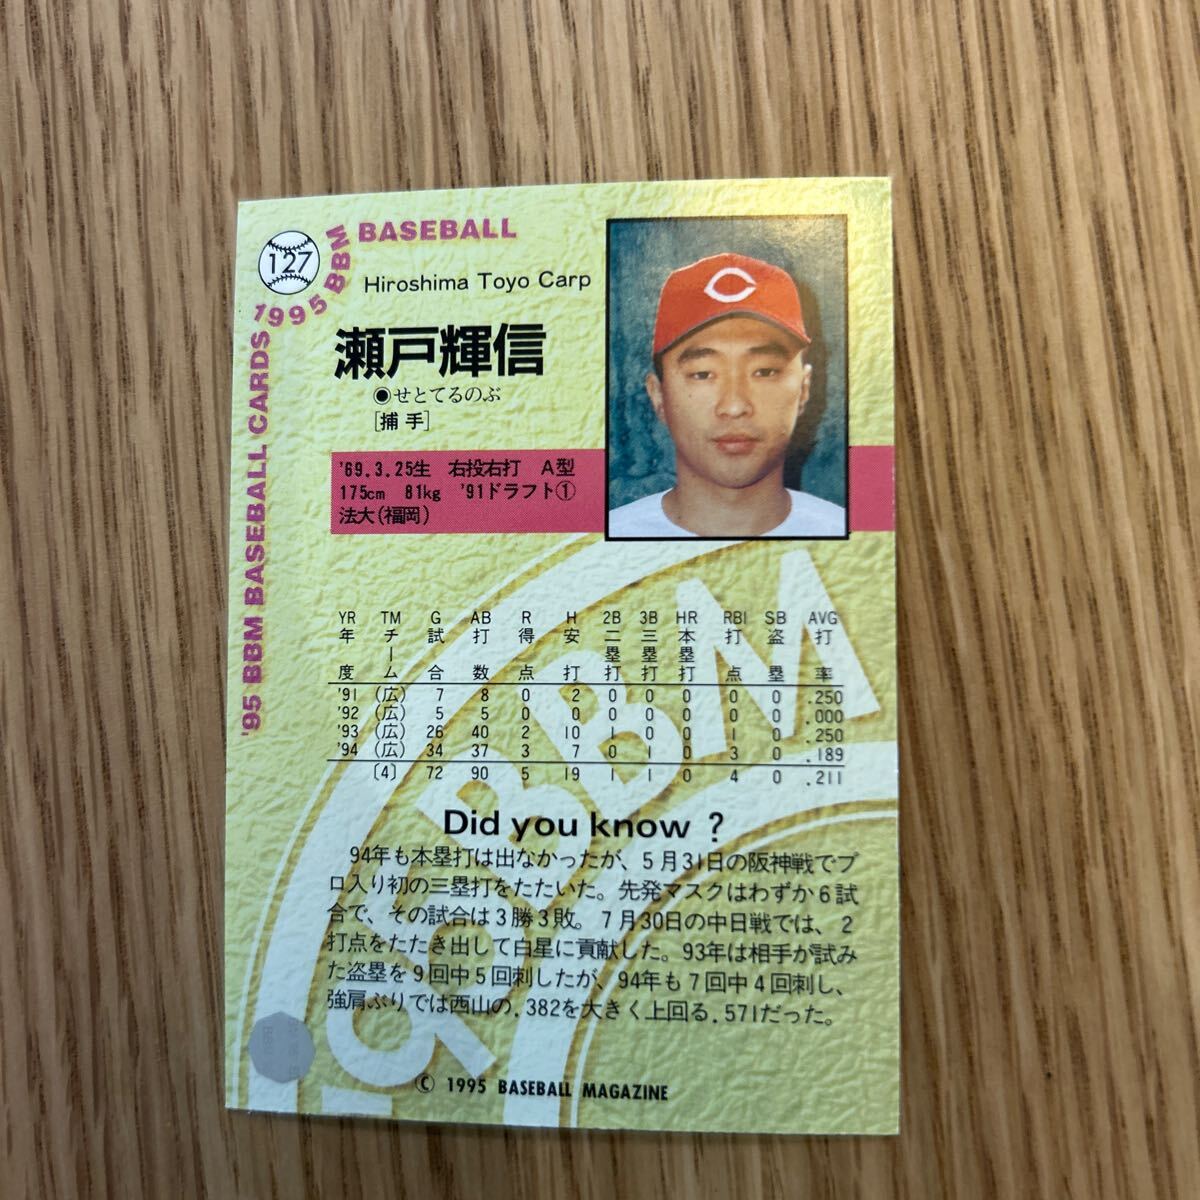 127
'95 BBM BASEBALL CARDS 1995 BBM BASEBALL
Hiroshima Toyo Carp
瀬戸輝信
●せとてるのぶ
[捕手]
'69.3.25生 右投右打 A型
175cm 81kg '91ドラフト①
法大(福岡)
C
YR TM G AB R H 2B 3B HR RBI SB AVG
年度 チーム 試合 打数 得点 安打 二塁打 三塁打 本塁打 打点 盗塁 打率
'91 (広) 7 8 0 2 0 0 0 0 0 .250
'92 (広) 5 5 0 0 0 0 0 0 0 .000
'93 (広) 26 40 2 10 1 0 0 1 0 .250
'94 (広) 34 37 3 7 0 1 0 3 0 .189
[4] 72 90 5 19 1 1 0 4 0 .211
Did you know ?
94年も本塁打は出なかったが、5月31日の阪神戦でプ
ロ入り初の三塁打をたたいた。先発マスクはわずか6試
合で、その試合は3勝3敗。7月30日の中日戦では、2
打点をたたき出して白星に貢献した。93年は相手が試み
た盗塁を9回中5回刺したが、94年も7回中4回刺し、
強肩ぶりでは西山の.382を大きく上回る.571だった。
'95 BBM
© 1995 BASEBALL MAGAZINE